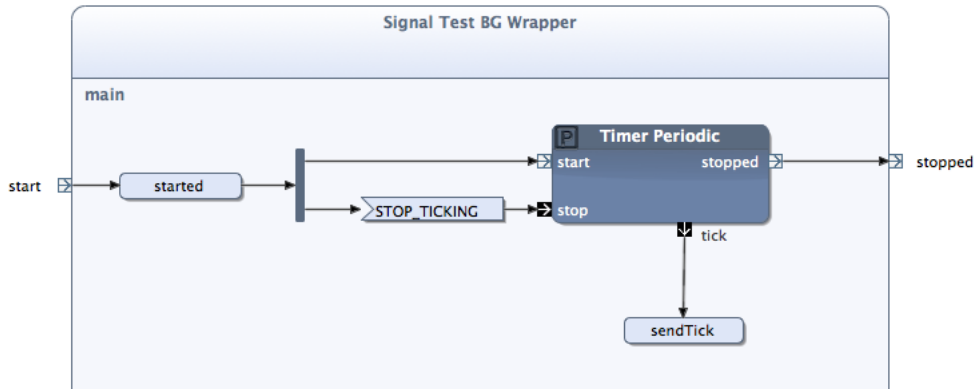 Signal Test BG Wrapper
main
P Timer Periodic
start stopped
start
started
stopped
STOP_TICKING
stop
tick
sendTick